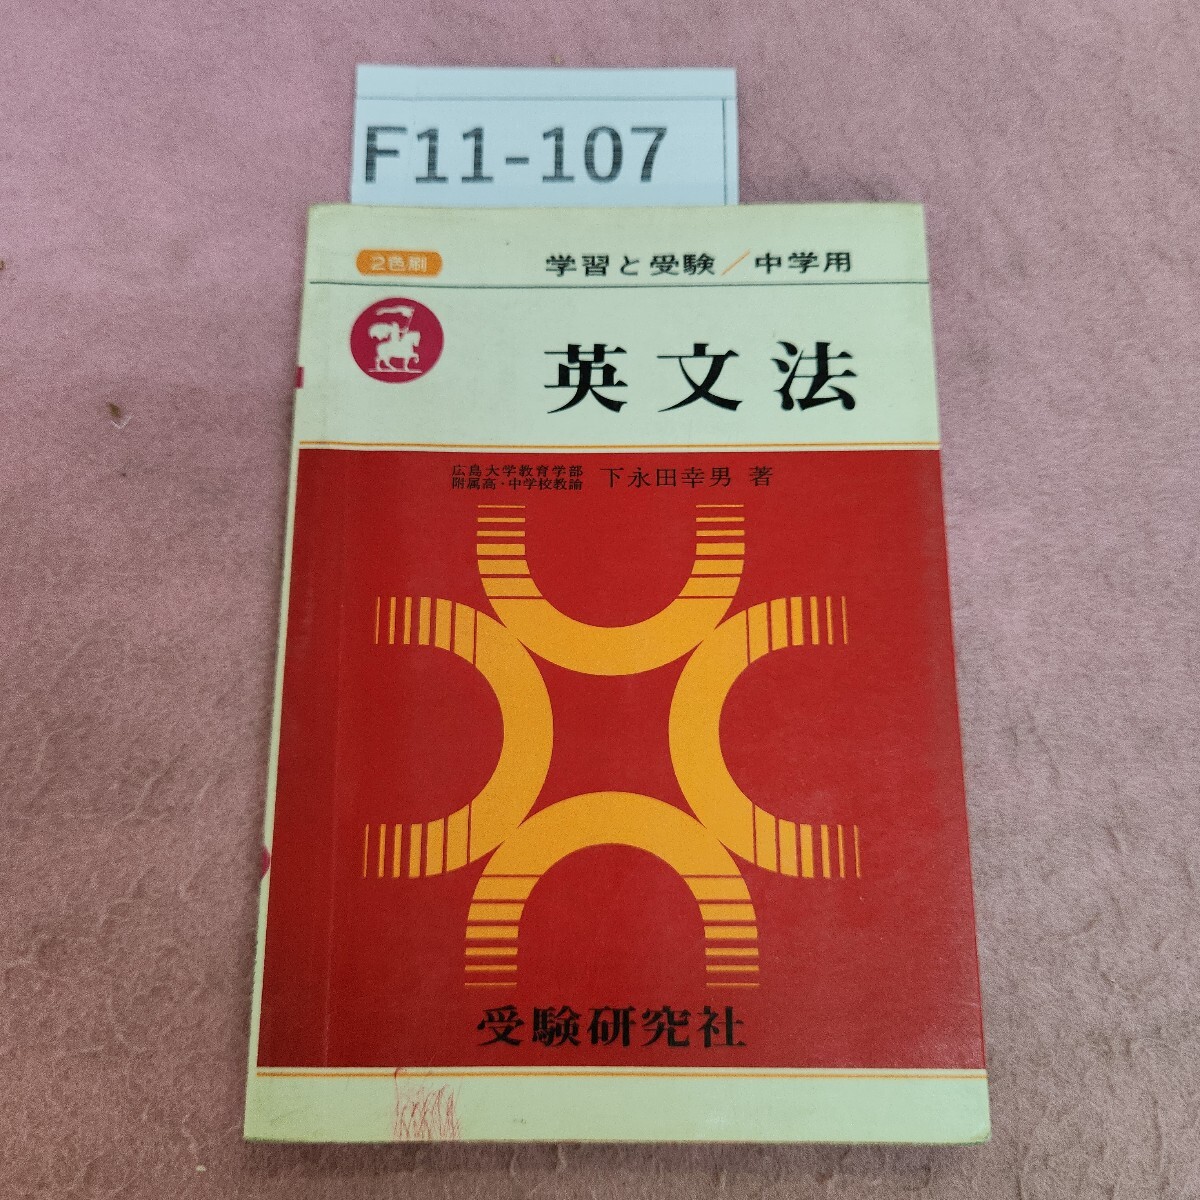 F11-107
2色刷
学習と受験/中学用
英文法
広島大学教育学部
附属高・中学校教諭
下永田幸男 著
受験研究社